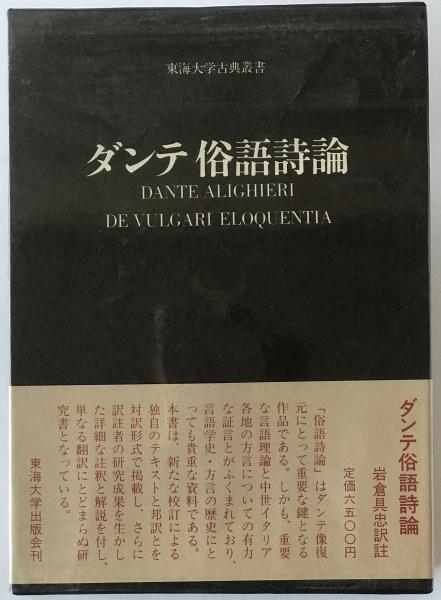 東海大学古典叢書
ダンテ 俗語詩論
DANTE ALIGHIERI
DE VULGARI ELOQUENTIA
ダンテ俗語詩論
岩倉具忠訳註
定価六五〇〇円
「俗語詩論」はダンテ像復
元にとって重要な鍵となる
作品である。しかも、重要
な言語理論と中世イタリア
各地の方言についての有力
な証言とがふくまれており、
言語学史・方言の歴史にと
っても貴重な資料である。
本書は、新たな校訂による
独自のテキストと邦訳とを
対訳形式で掲載し、さらに
訳註者の研究成果を生かし
た詳細な註釈と解説を付し、
単なる翻訳にとどまらぬ研
究書となっている。
東海大学出版会刊